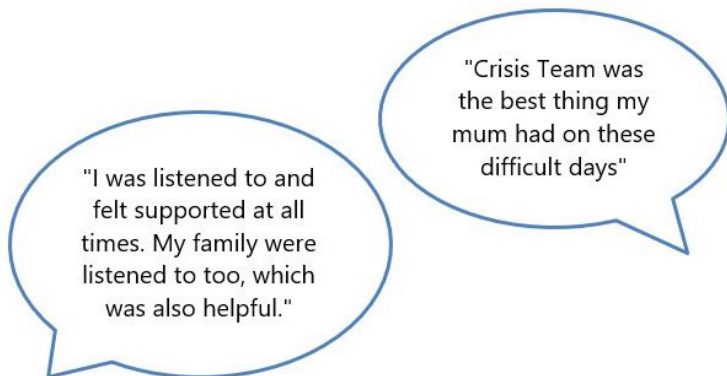 "Crisis Team was
the best thing my
mum had on these
difficult days"
"I was listened to and
felt supported at all
times. My family were
listened to too, which
was also helpful."